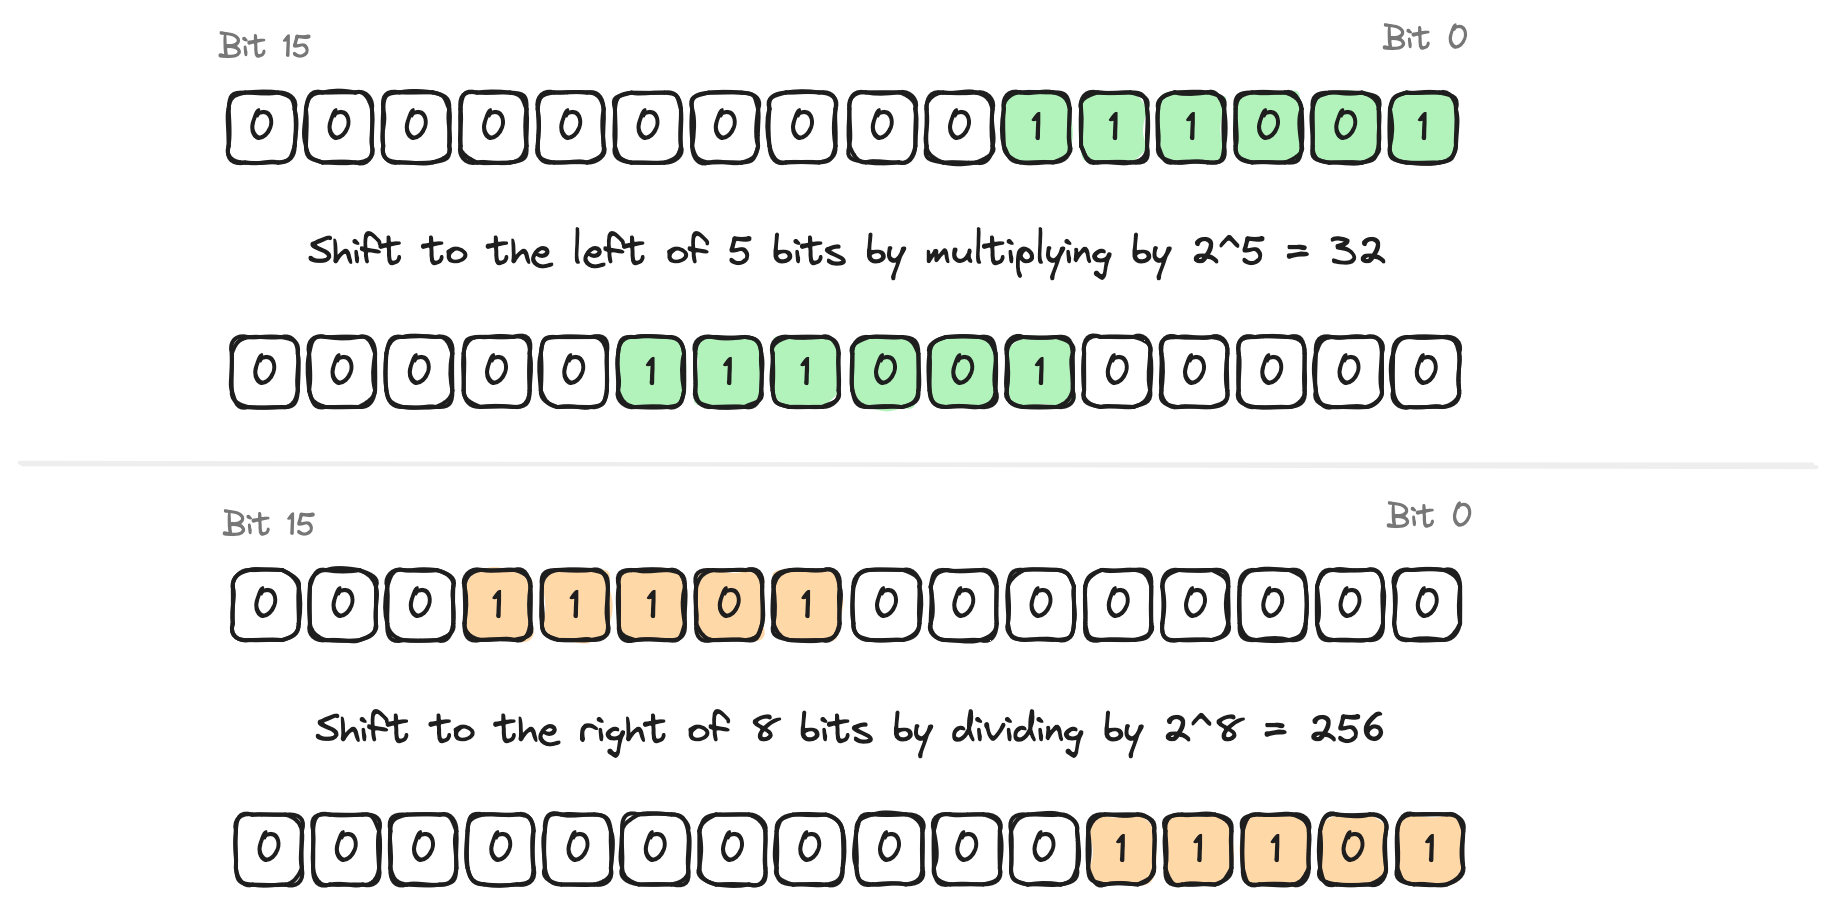 Bit 15 Bit 0
0 0 0 0 0 0 0 0 0 0 1 1 1 0 0 1
Shift to the left of 5 bits by multiplying by 2^5 = 32
0 0 0 0 0 1 1 1 0 0 1 0 0 0 0 0
Bit 15 Bit 0
0 0 0 1 1 1 0 1 0 0 0 0 0 0 0 0
Shift to the right of 8 bits by dividing by 2^8 = 256
0 0 0 0 0 0 0 0 0 0 0 1 1 1 0 1